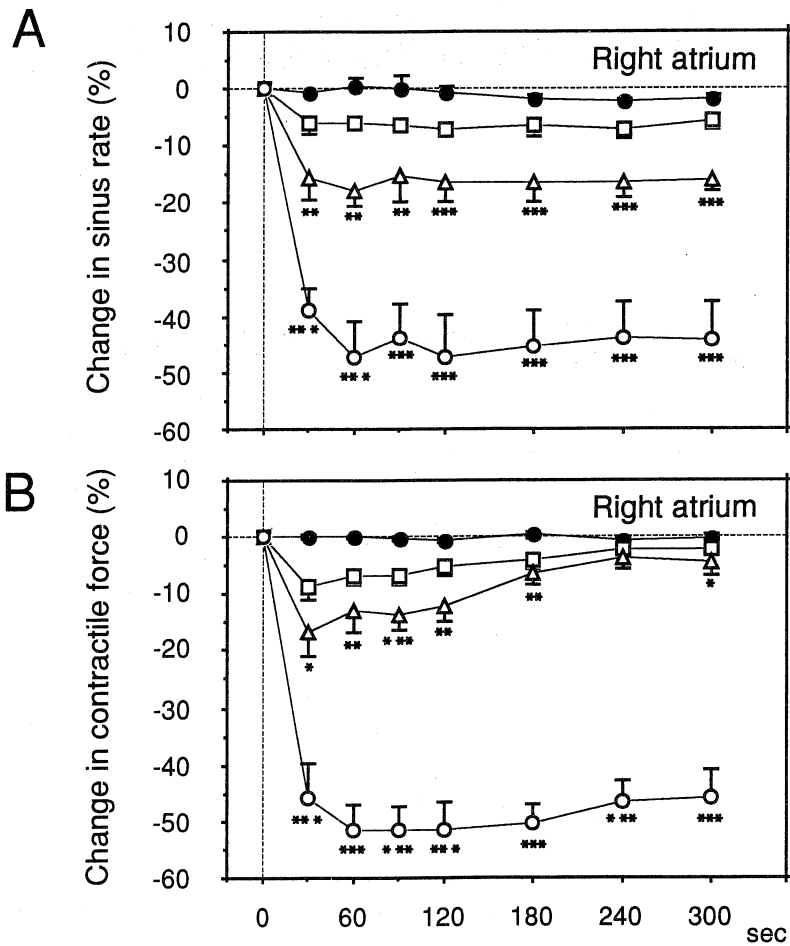 A
Right atrium
Change in sinus rate (%)
10
0
-10
-20
-30
-40
-50
-60
** ** ** *** *** *** ***
** * ** * *** *** *** *** ***
B
Right atrium
Change in contractile force (%)
10
0
-10
-20
-30
-40
-50
-60
* ** * ** ** ** *
** * *** * ** ** * *** * ** ***
0 60 120 180 240 300 sec